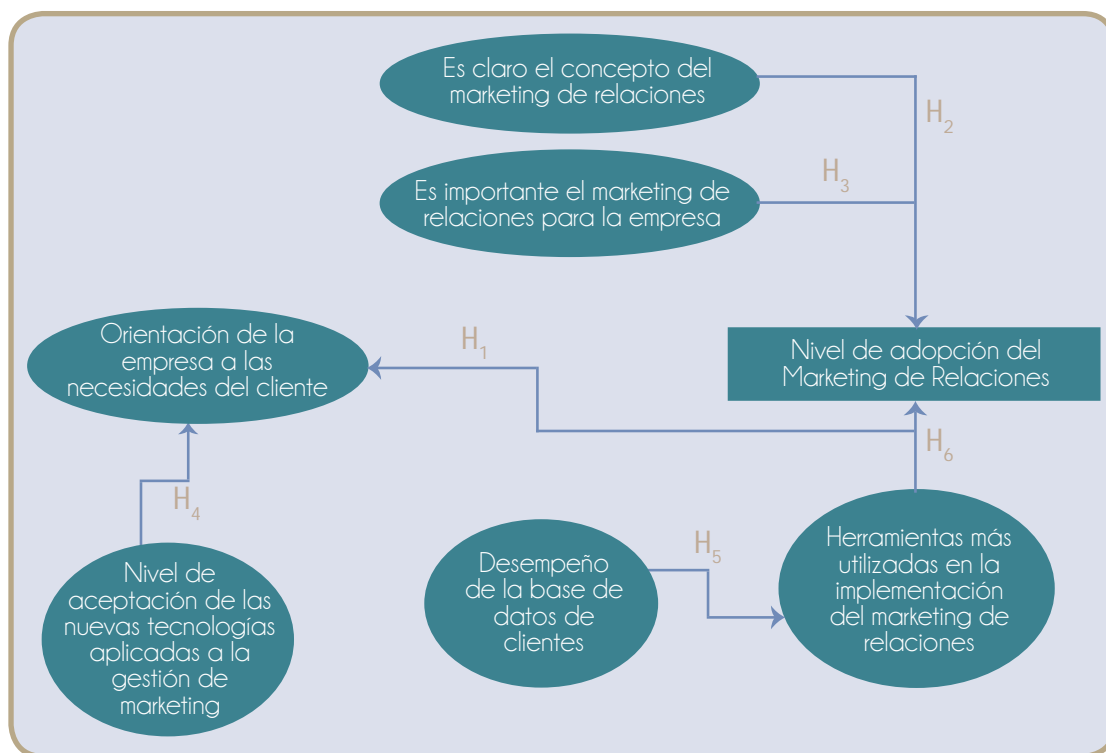 Es claro el concepto del
marketing de relaciones
H2
Es importante el marketing de
relaciones para la empresa
H3
Orientación de la
empresa a las
necesidades del cliente
H1
Nivel de adopción del
Marketing de Relaciones
H6
H4
Nivel de
aceptación de las
nuevas tecnologías
aplicadas a la
gestión de
marketing
Desempeño
de la base de
datos de
clientes
H5
Herramientas más
utilizadas en la
implementación
del marketing de
relaciones